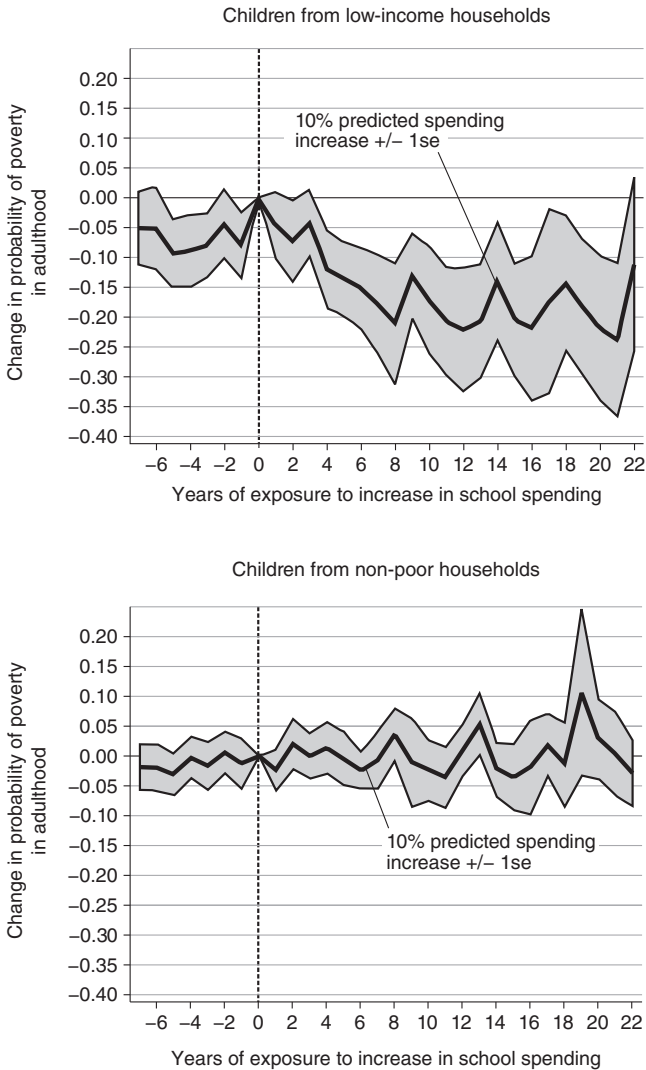 Children from low-income households
0.20
0.15
0.10
0.05
0.00
−0.05
−0.10
−0.15
−0.20
−0.25
−0.30
−0.35
−0.40
Change in probability of poverty
in adulthood
10% predicted spending
increase +/− 1se
−6 −4 −2 0 2 4 6 8 10 12 14 16 18 20 22
Years of exposure to increase in school spending
Children from non-poor households
0.20
0.15
0.10
0.05
0.00
−0.05
−0.10
−0.15
−0.20
−0.25
−0.30
−0.35
−0.40
Change in probability of poverty
in adulthood
10% predicted spending
increase +/− 1se
−6 −4 −2 0 2 4 6 8 10 12 14 16 18 20 22
Years of exposure to increase in school spending